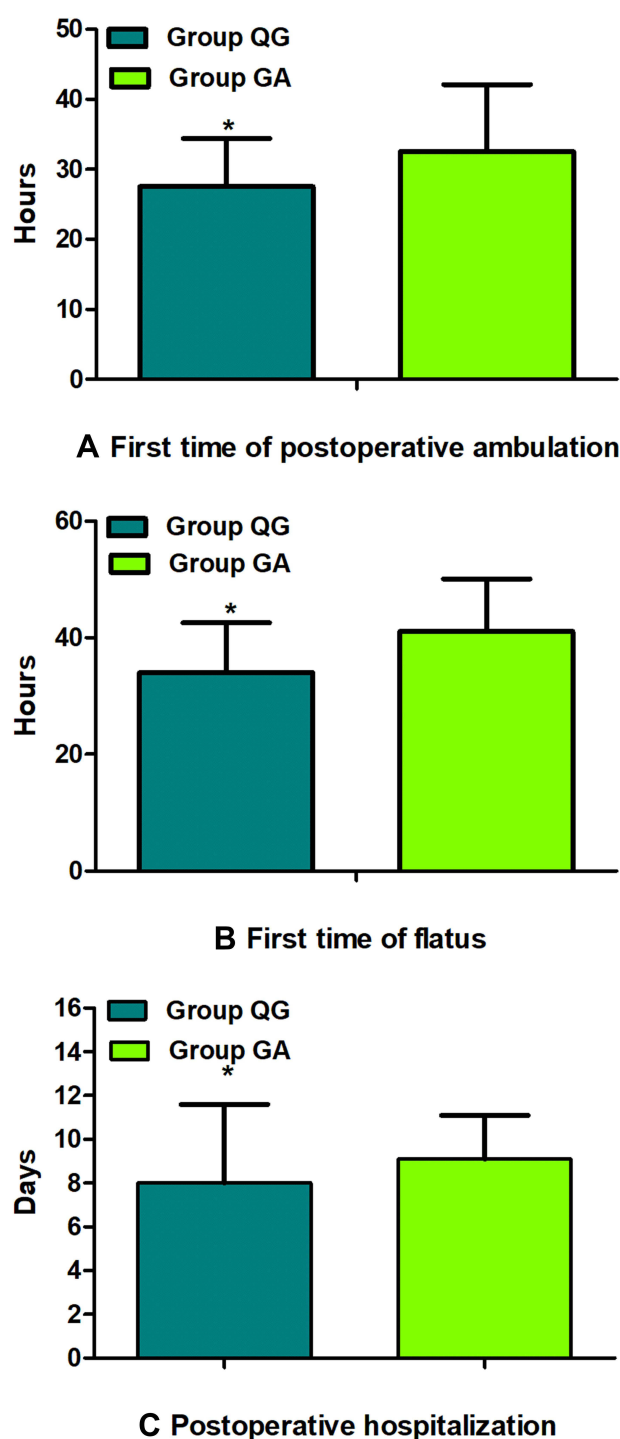 50
40
30
20
10
0
Hours
Group QG
Group GA
*
A First time of postoperative ambulation
60
40
20
0
Hours
Group QG
Group GA
*
B First time of flatus
16
14
12
10
8
6
4
2
0
Days
Group QG
Group GA
*
C Postoperative hospitalization